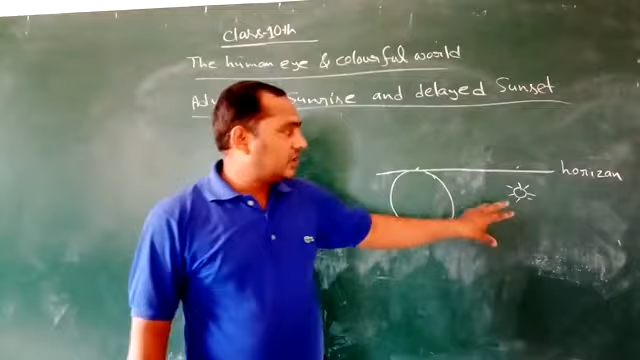 Class-10th
The human eye & colourful world
Adv Sunrise and delayed Sunset
horizan